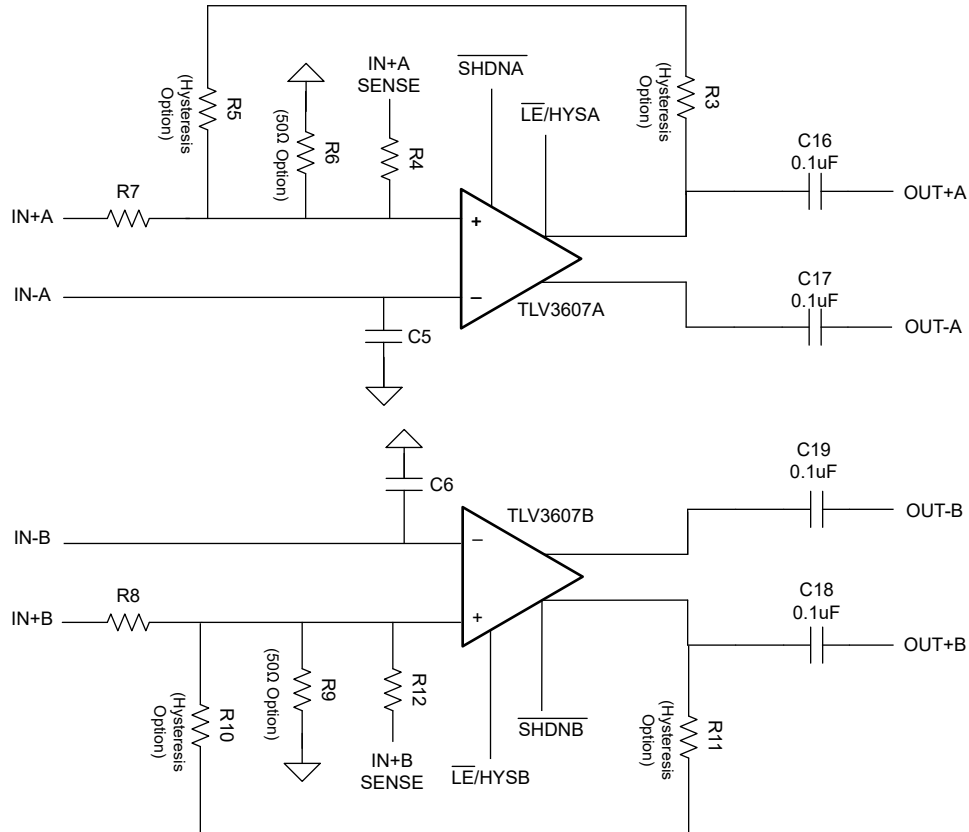 IN+A
SENSE
SHDNA
LE/HYSA
R5
(Hysteresis
Option)
R6
(50Ω Option)
R4
R3
(Hysteresis
Option)
C16
0.1uF
OUT+A
R7
IN+A
+
IN-A
−
TLV3607A
C17
0.1uF
OUT-A
C5
C6
C19
0.1uF
OUT-B
TLV3607B
IN-B
−
R8
IN+B
+
C18
0.1uF
OUT+B
R10
(Hysteresis
Option)
R9
(50Ω Option)
R12
SHDNB
R11
(Hysteresis
Option)
IN+B
SENSE
LE/HYSB